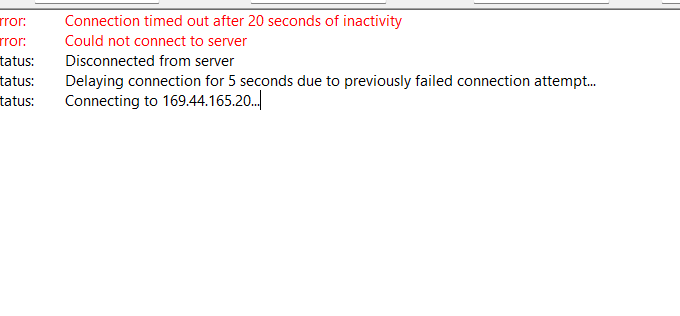 rror: Connection timed out after 20 seconds of inactivity
rror: Could not connect to server
tatus: Disconnected from server
tatus: Delaying connection for 5 seconds due to previously failed connection attempt...
tatus: Connecting to 169.44.165.20...